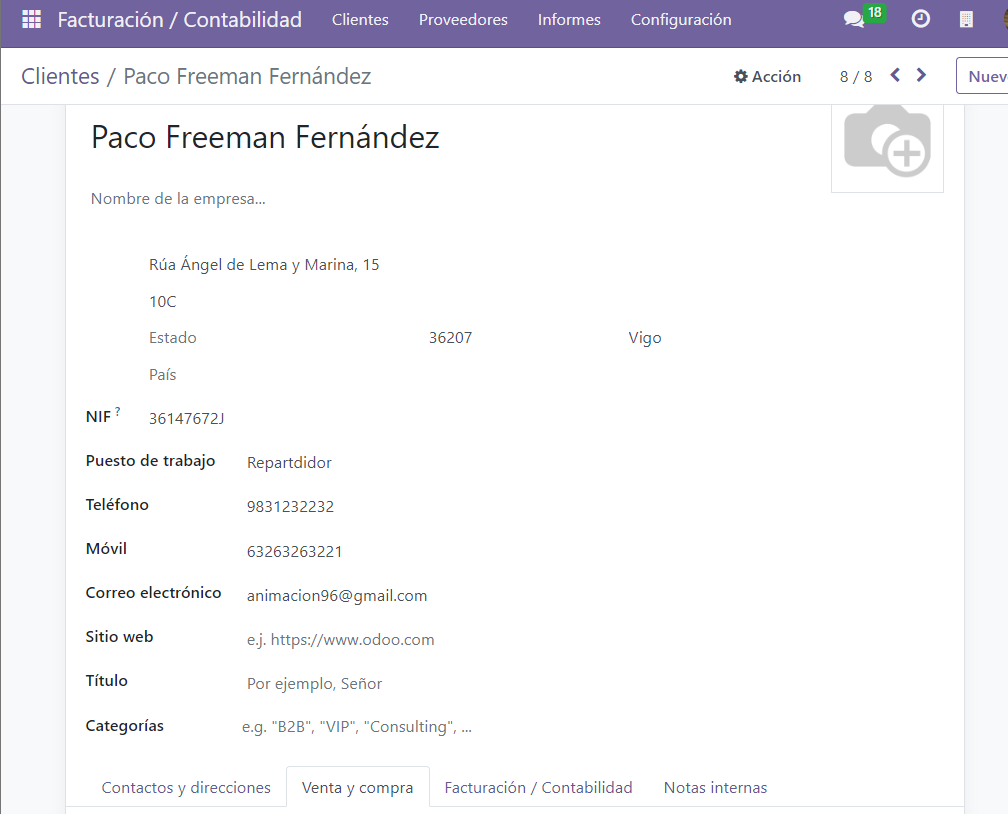 Facturación / Contabilidad Clientes Proveedores Informes Configuración 18
Clientes / Paco Freeman Fernández Acción 8 / 8 Nuev
Paco Freeman Fernández
Nombre de la empresa...
Rúa Ángel de Lema y Marina, 15
10C
Estado 36207 Vigo
País
NIF ? 36147672J
Puesto de trabajo Repartdidor
Teléfono 9831232232
Móvil 63263263221
Correo electrónico animacion96@gmail.com
Sitio web e.j. https://www.odoo.com
Título Por ejemplo, Señor
Categorías e.g. "B2B", "VIP", "Consulting", ...
Contactos y direcciones Venta y compra Facturación / Contabilidad Notas internas